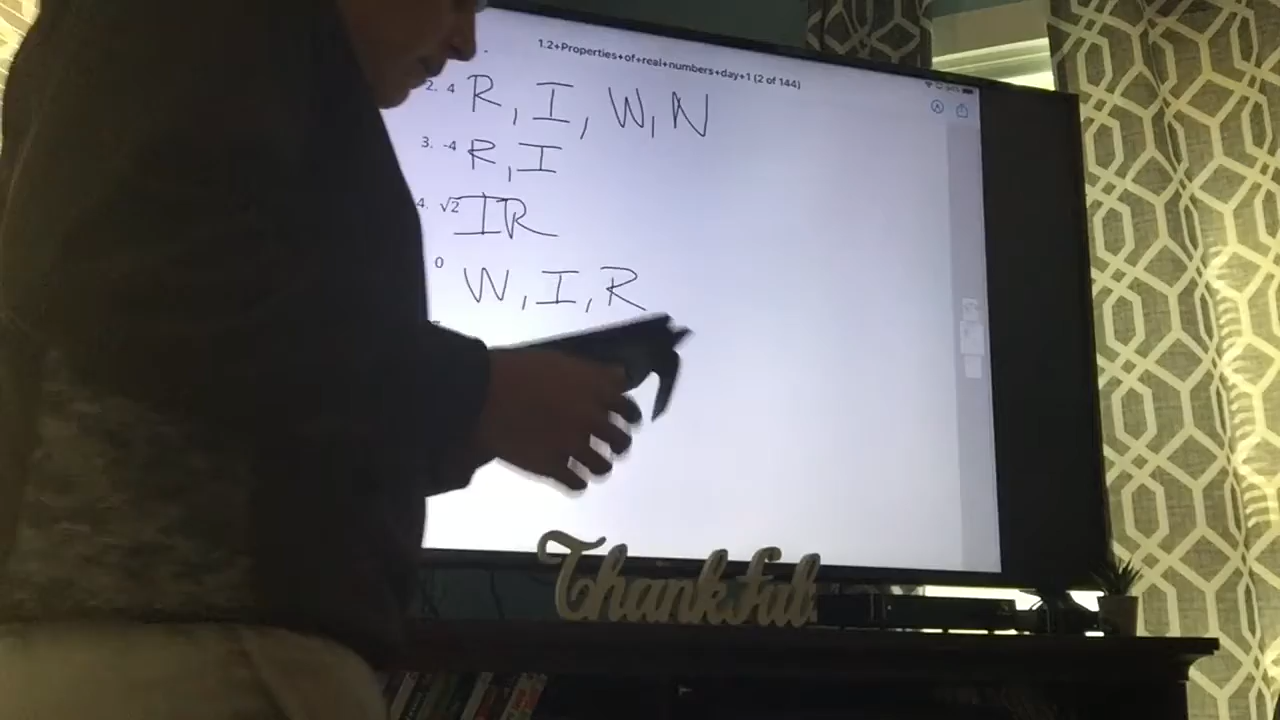 1.2+Properties+of+real+numbers+day+1 (2 of 144)
2. 4 R, I, W, N
3. -4 R, I
4. √2 IR
0 W, I, R
Thankful